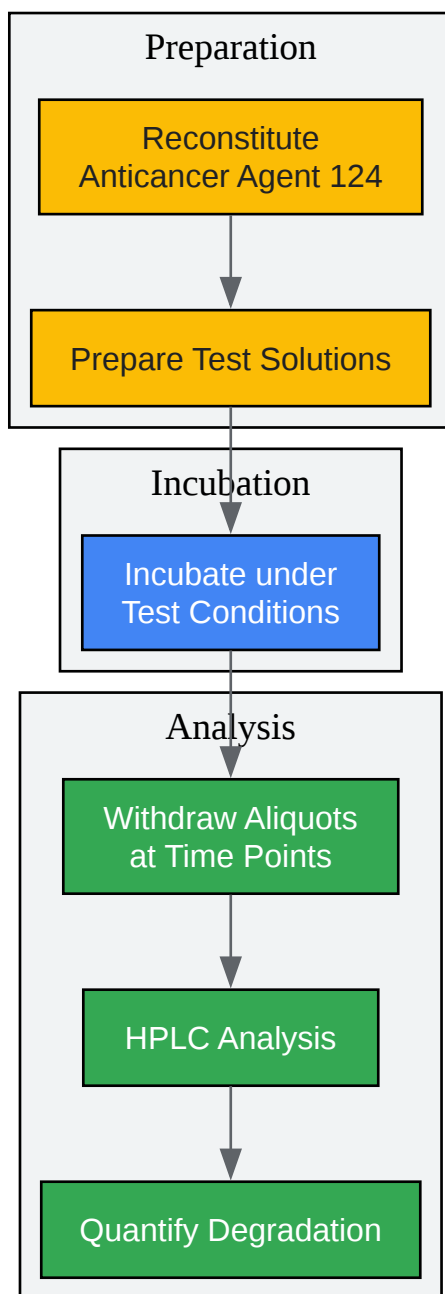 Preparation
Reconstitute
Anticancer Agent 124
Prepare Test Solutions
Incubation
Incubate under
Test Conditions
Analysis
Withdraw Aliquots
at Time Points
HPLC Analysis
Quantify Degradation